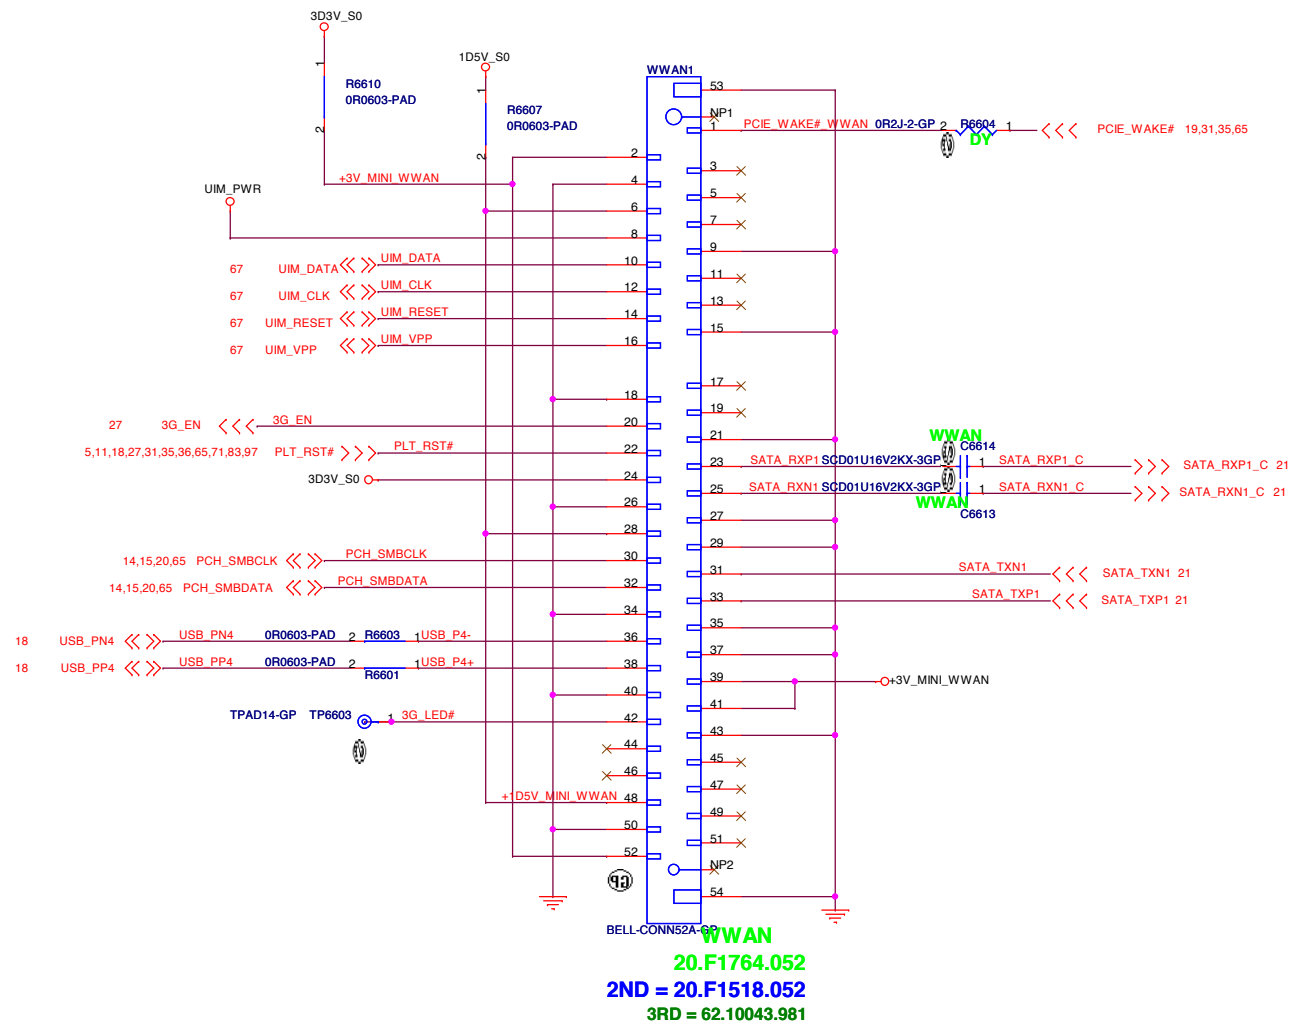 3D3V_S0
1
R6610
0R0603-PAD
2
1D5V_S0
1
R6607
0R0603-PAD
2
WWAN1
53
NP1
1 PCIE_WAKE#_WWAN 0R2J-2-GP 2 R6604 1 PCIE_WAKE# 19,31,35,65
DY
2
+3V_MINI_WWAN 4
3
UIM_PWR
5
6
7
8
9
67 UIM_DATA UIM_DATA 10
11
67 UIM_CLK UIM_CLK 12
13
67 UIM_RESET UIM_RESET 14
15
67 UIM_VPP UIM_VPP 16
17
18
19
27 3G_EN 3G_EN 20
21
WWAN
C6614
5,11,18,27,31,35,36,65,71,83,97 PLT_RST# PLT_RST# 22
23 SATA_RXP1 SCD01U16V2KX-3GP 1 SATA_RXP1_C SATA_RXP1_C 21
3D3V_S0 24
25 SATA_RXN1 SCD01U16V2KX-3GP 2 1 SATA_RXN1_C SATA_RXN1_C 21
WWAN
C6613
26
27
28
29
14,15,20,65 PCH_SMBCLK PCH_SMBCLK 30
31 SATA_TXN1 SATA_TXN1 21
14,15,20,65 PCH_SMBDATA PCH_SMBDATA 32
33 SATA_TXP1 SATA_TXP1 21
34
35
18 USB_PN4 USB_PN4 0R0603-PAD 2 R6603 1 USB_P4- 36
37
18 USB_PP4 USB_PP4 0R0603-PAD 2 1 USB_P4+ 38
R6601
39 +3V_MINI_WWAN
40
41
TPAD14-GP TP6603 1 3G_LED# 42
43
44
45
46
47
+1D5V_MINI_WWAN 48
49
50
51
52
NP2
GP
54
BELL-CONN52A-GP
WWAN
20.F1764.052
2ND = 20.F1518.052
3RD = 62.10043.981